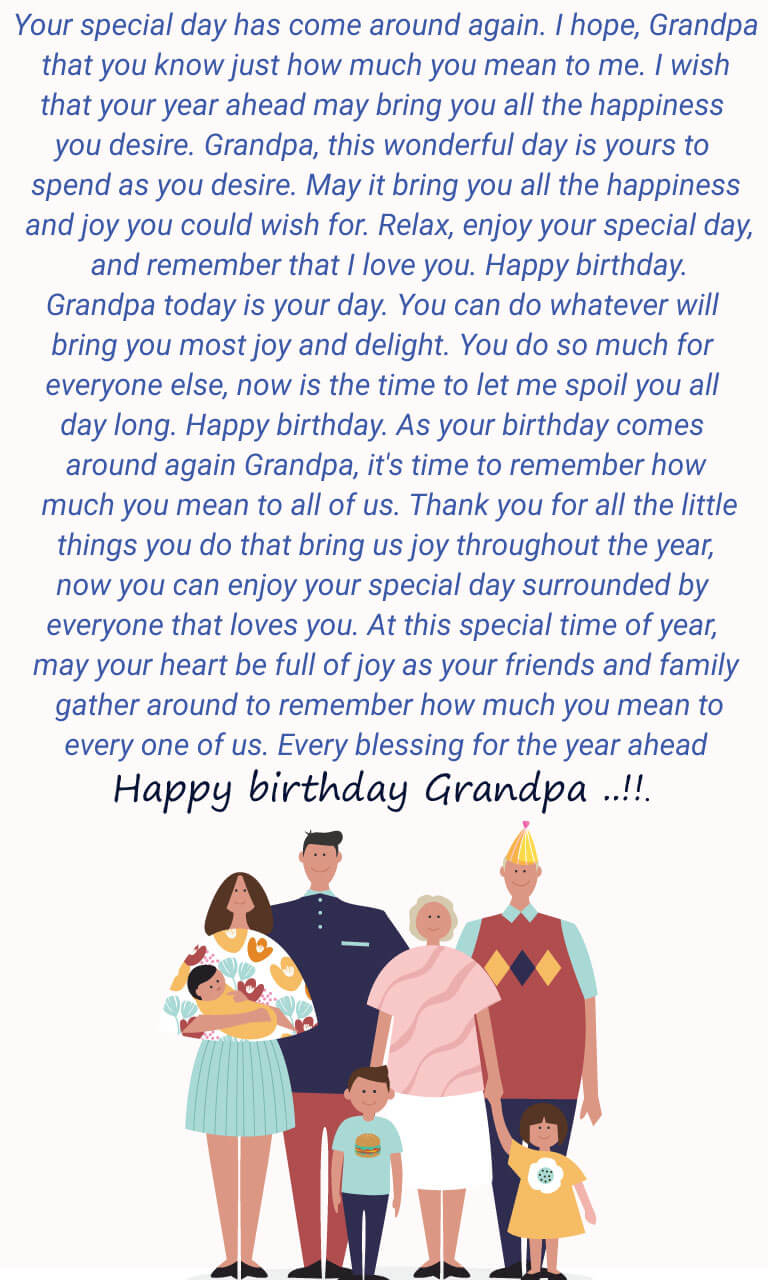 Your special day has come around again. I hope, Grandpa
that you know just how much you mean to me. I wish
that your year ahead may bring you all the happiness
you desire. Grandpa, this wonderful day is yours to
spend as you desire. May it bring you all the happiness
and joy you could wish for. Relax, enjoy your special day,
and remember that I love you. Happy birthday.
Grandpa today is your day. You can do whatever will
bring you most joy and delight. You do so much for
everyone else, now is the time to let me spoil you all
day long. Happy birthday. As your birthday comes
around again Grandpa, it's time to remember how
much you mean to all of us. Thank you for all the little
things you do that bring us joy throughout the year,
now you can enjoy your special day surrounded by
everyone that loves you. At this special time of year,
may your heart be full of joy as your friends and family
gather around to remember how much you mean to
every one of us. Every blessing for the year ahead
Happy birthday Grandpa ..!!.